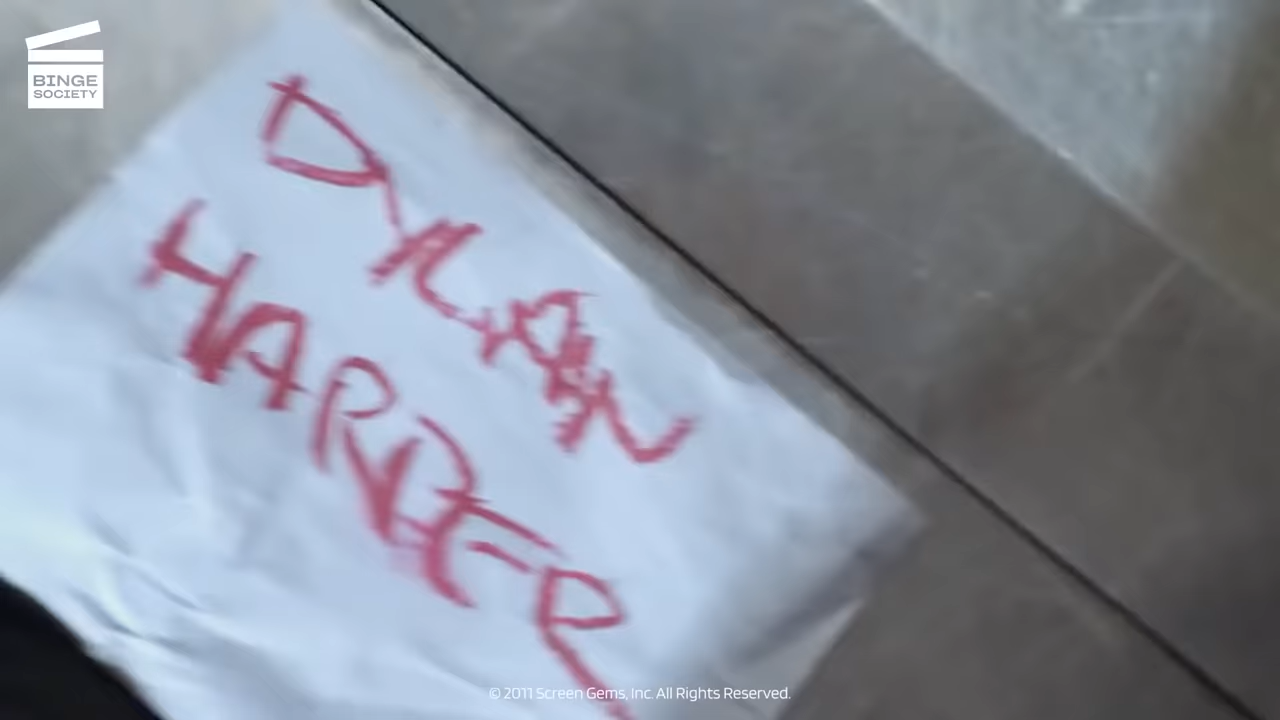 BINGE
SOCIETY
DYLAN
HARPER
© 2011 Screen Gems, Inc. All Rights Reserved.